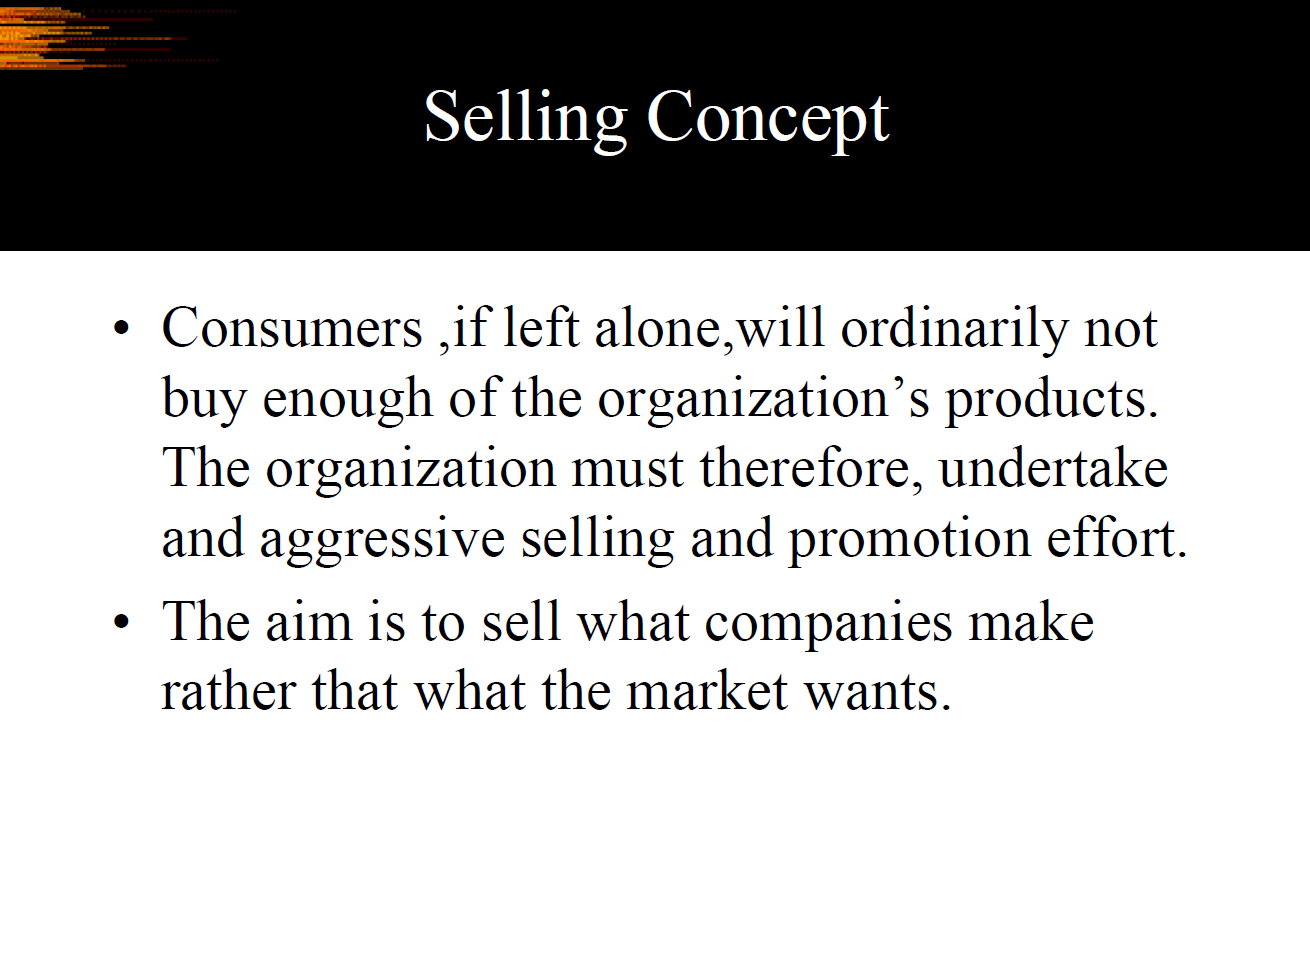 Selling Concept
• Consumers ,if left alone,will ordinarily not
buy enough of the organization’s products.
The organization must therefore, undertake
and aggressive selling and promotion effort.
• The aim is to sell what companies make
rather that what the market wants.